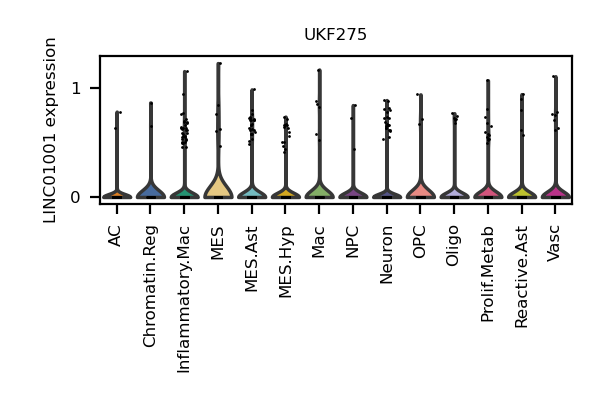 UKF275
LINC01001 expression
1
0
AC
Chromatin.Reg
Inflammatory.Mac
MES
MES.Ast
MES.Hyp
Mac
NPC
Neuron
OPC
Oligo
Prolif.Metab
Reactive.Ast
Vasc